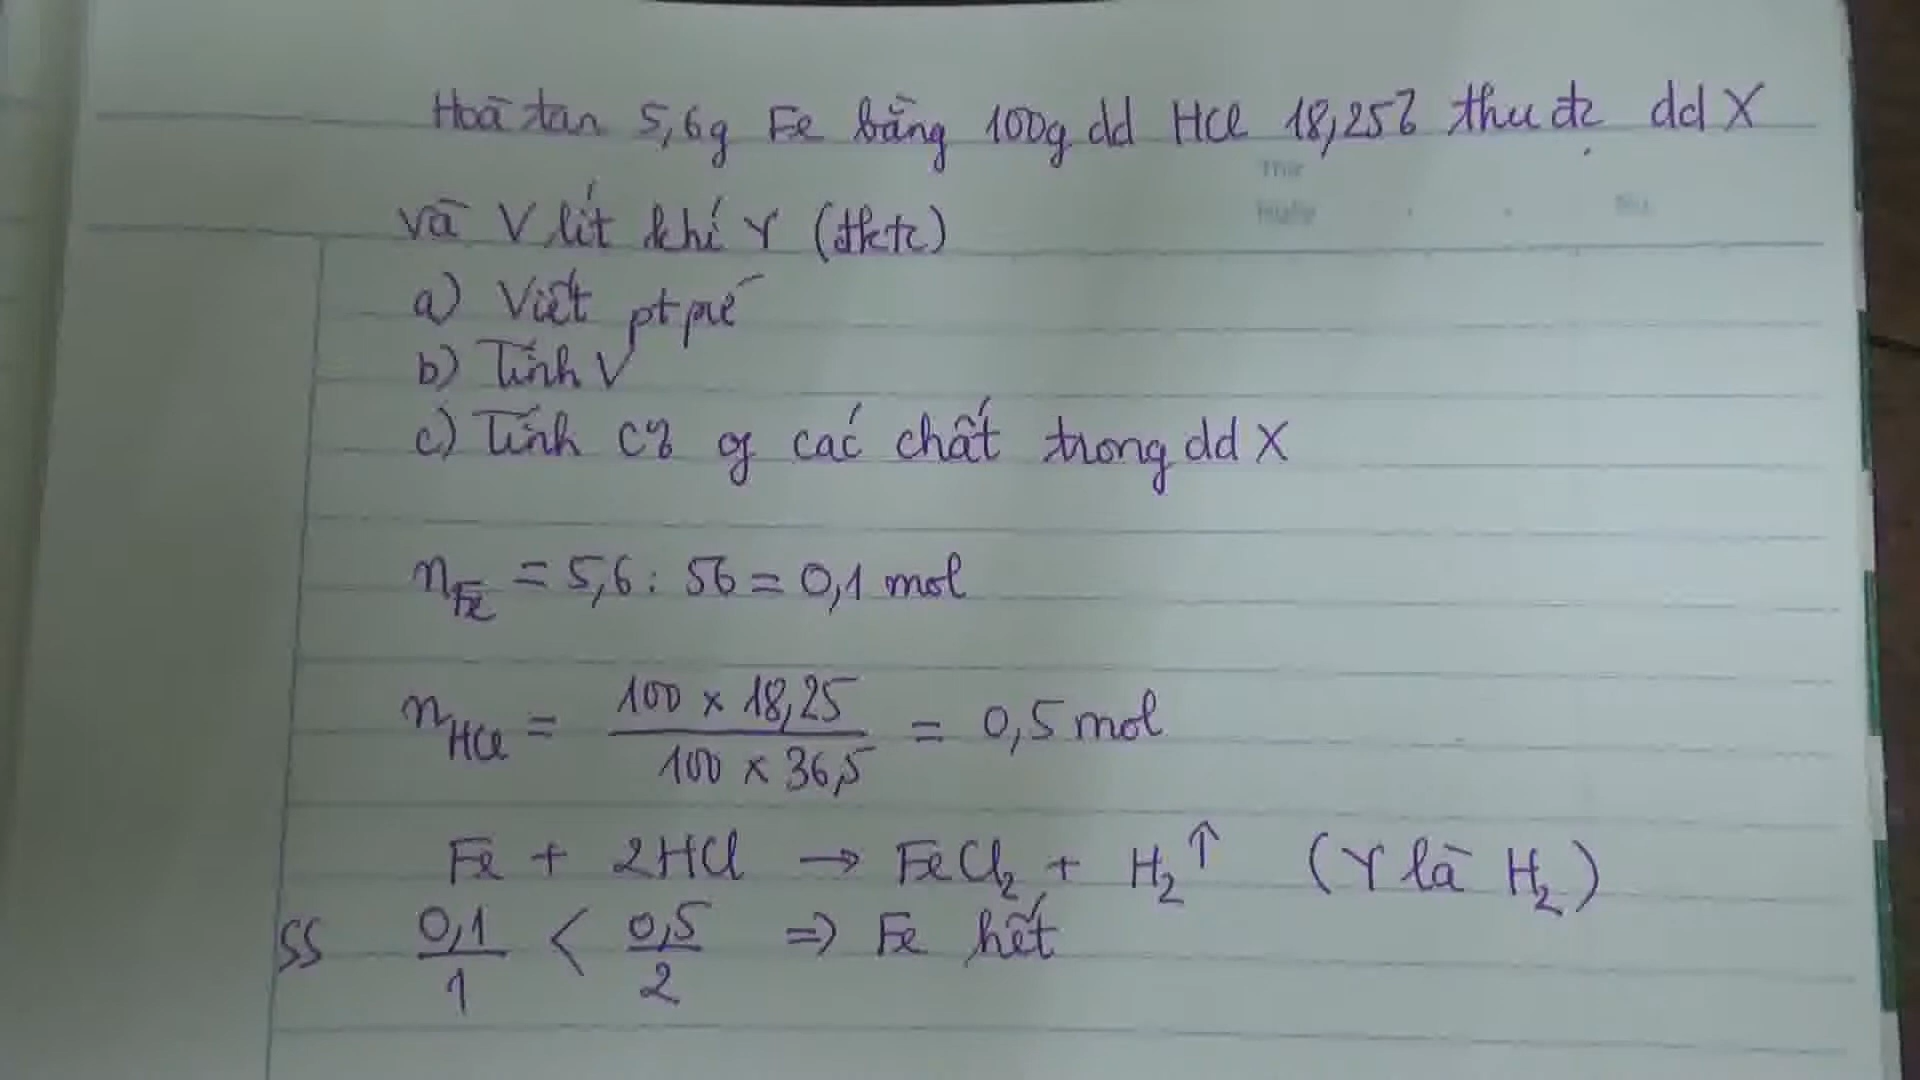 Hoà tan 5,6g Fe bằng 100g dd HCl 18,25% thu đc dd X
Thứ
Ngày
và V lít khí Y (đktc)
a) Viết ptpứ
b) Tính V
c) Tính C% of các chất trong dd X
n_Fe = 5,6 : 56 = 0,1 mol
n_HCl = (100 × 18,25)/(100 × 36,5) = 0,5 mol
Fe + 2HCl → FeCl₂ + H₂↑ (Y là H₂)
SS 0,1/1 < 0,5/2 ⇒ Fe hết